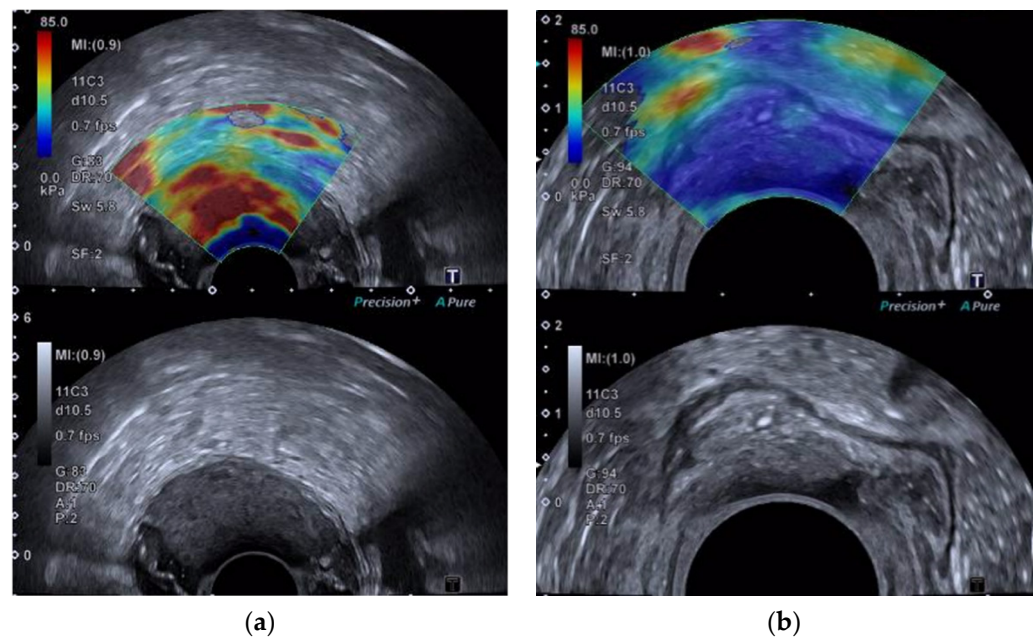 85.0
MI:(0.9)
11C3
d10.5
0.7 fps
G:83
DR:70
0.0
kPa
Sw 5.8
SF:2
0
T
Precision+ A Pure
6
MI:(0.9)
11C3
d10.5
0.7 fps
G:83
DR:70
A:1
P:2
0
T
(a)
2
85.0
MI:(1.0)
11C3
d10.5
1
0.7 fps
G:94
DR:70
0.0
kPa
0
Sw 5.8
SF:2
T
Precision+ A Pure
2
MI:(1.0)
11C3
d10.5
1
0.7 fps
G:94
DR:70
0
A:1
P:2
T
(b)